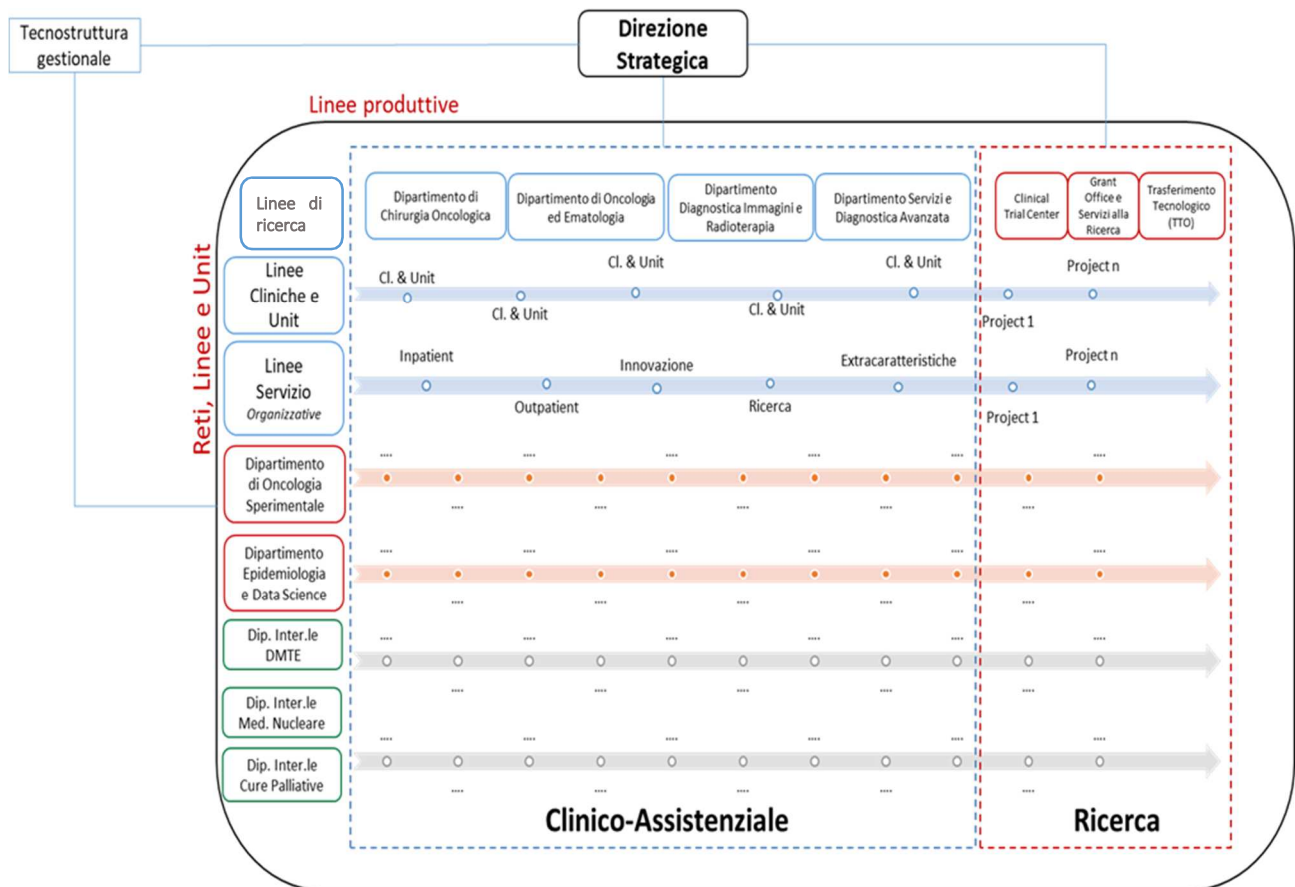 Tecnostruttura
gestionale
Direzione
Strategica
Linee produttive
Reti, Linee e Unit
Linee di
ricerca
Dipartimento di
Chirurgia Oncologica
Dipartimento di Oncologia
ed Ematologia
Dipartimento
Diagnostica Immagini e
Radioterapia
Dipartimento Servizi e
Diagnostica Avanzata
Clinical
Trial Center
Grant
Office e
Servizi alla
Ricerca
Trasferimento
Tecnologico
(TTO)
Linee
Cliniche e
Unit
Cl. & Unit
Cl. & Unit
Cl. & Unit
Cl. & Unit
Cl. & Unit
Project 1
Project n
Linee
Servizio
Organizzative
Inpatient
Outpatient
Innovazione
Ricerca
Extracaratteristiche
Project 1
Project n
Dipartimento
di Oncologia
Sperimentale
.... .... .... .... .... ....
.... .... .... .... ....
Dipartimento
Epidemiologia
e Data Science
.... .... .... .... .... ....
.... .... .... .... ....
Dip. Inter.le
DMTE
.... .... .... .... .... ....
.... .... .... .... ....
Dip. Inter.le
Med. Nucleare
.... .... .... .... .... ....
Dip. Inter.le
Cure Palliative
.... .... .... .... ....
Clinico-Assistenziale
Ricerca